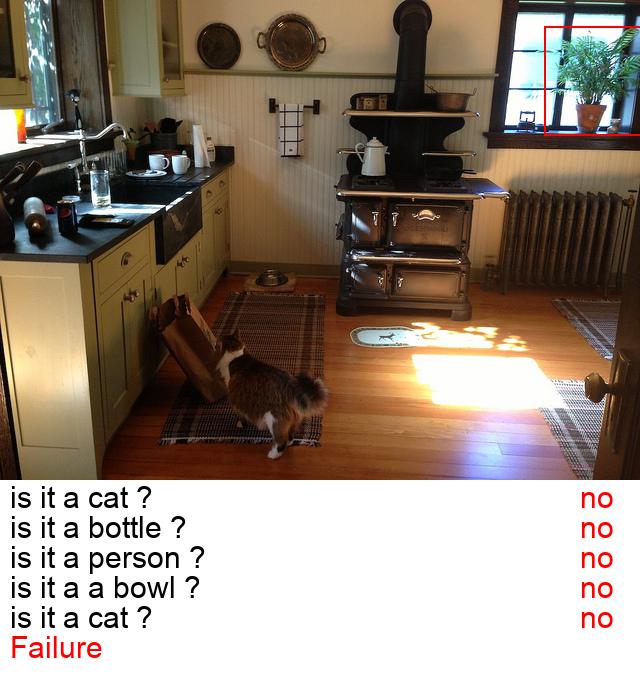 is it a cat ? no
is it a bottle ? no
is it a person ? no
is it a a bowl ? no
is it a cat ? no
Failure